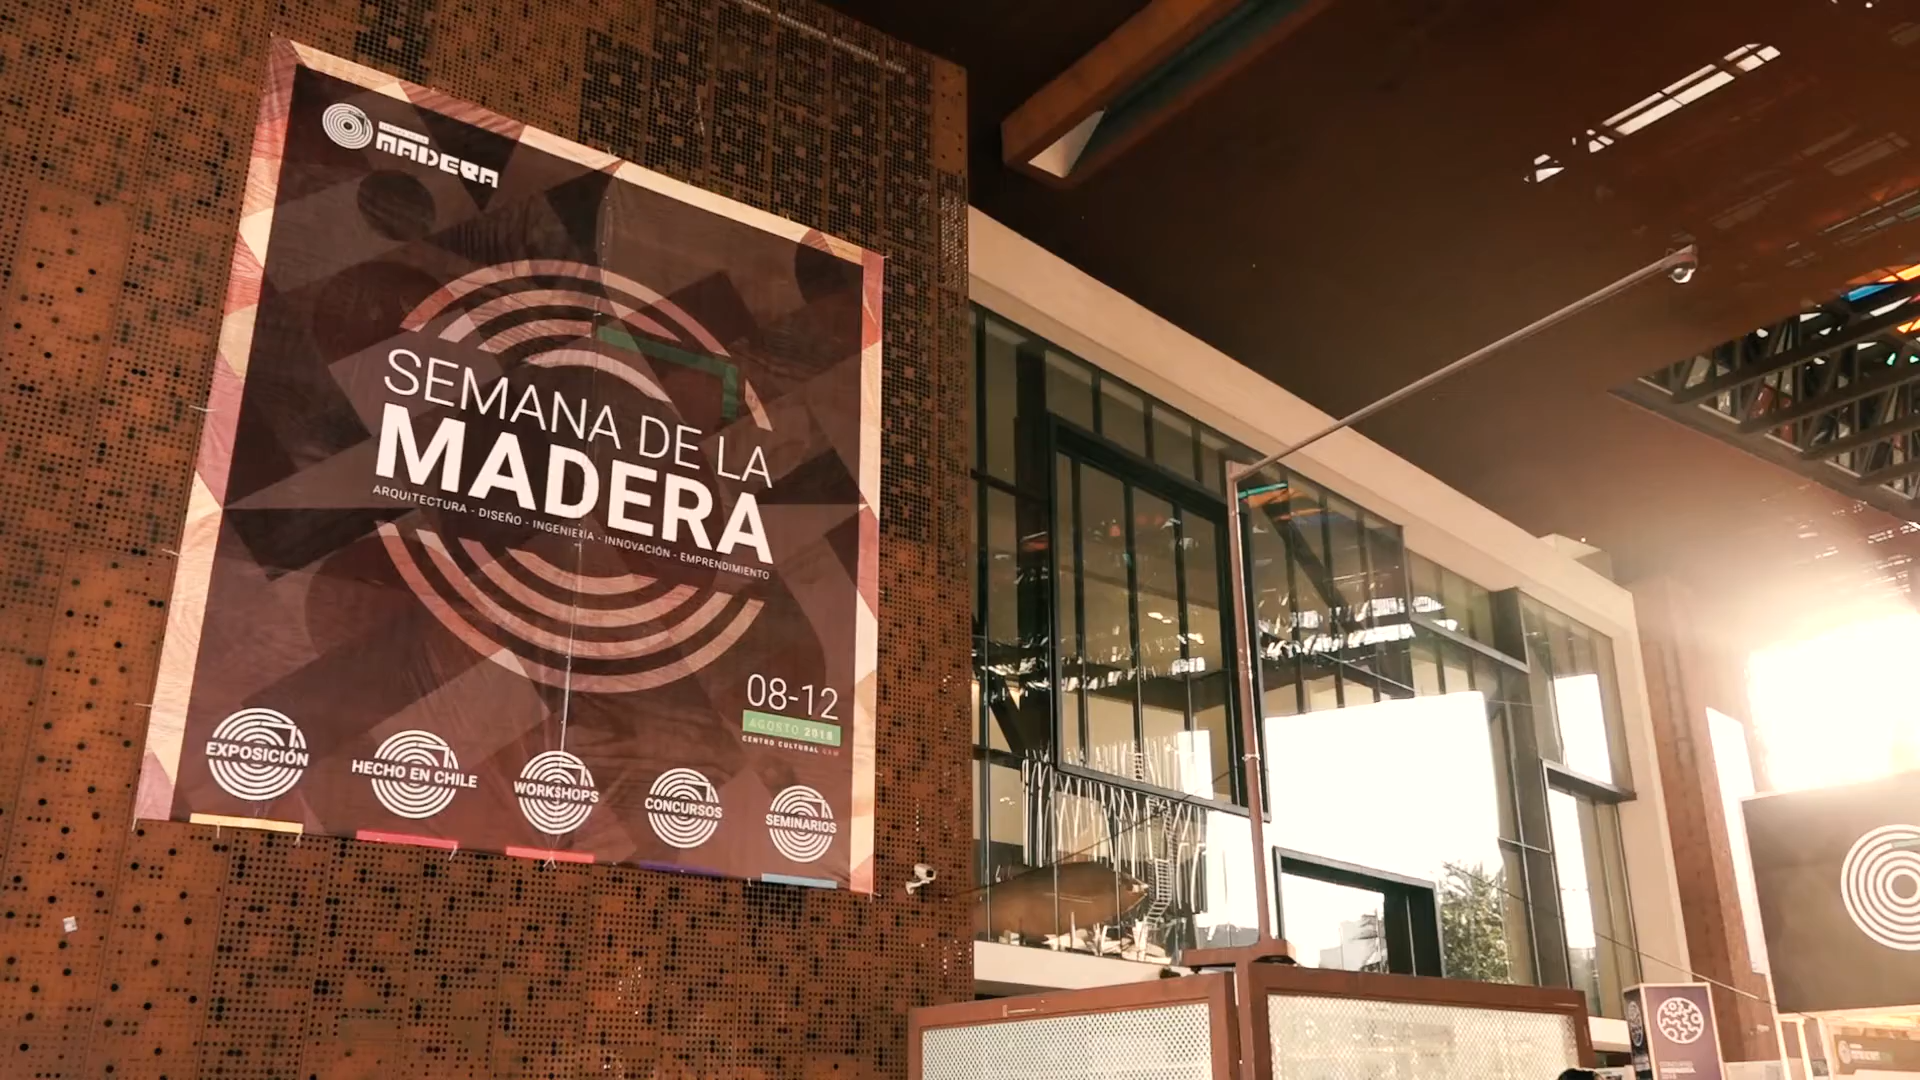 MADERA
SEMANA DE LA
MADERA
ARQUITECTURA - DISEÑO - INGENIERÍA - INNOVACIÓN - EMPRENDIMIENTO
08-12
AGOSTO 2018
CENTRO CULTURAL GAM
EXPOSICIÓN
HECHO EN CHILE
WORKSHOPS
CONCURSOS
SEMINARIOS